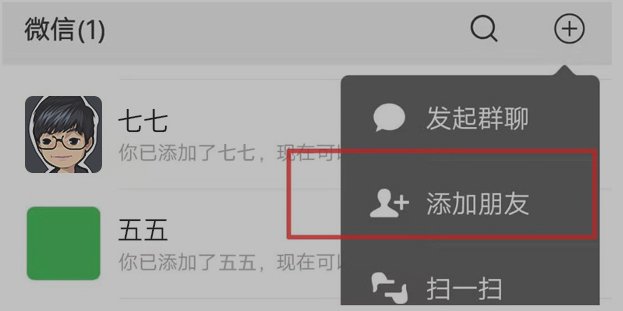 微信(1)
七七
你已添加了七七，现在可以
五五
你已添加了五五，现在可以
发起群聊
添加朋友
扫一扫